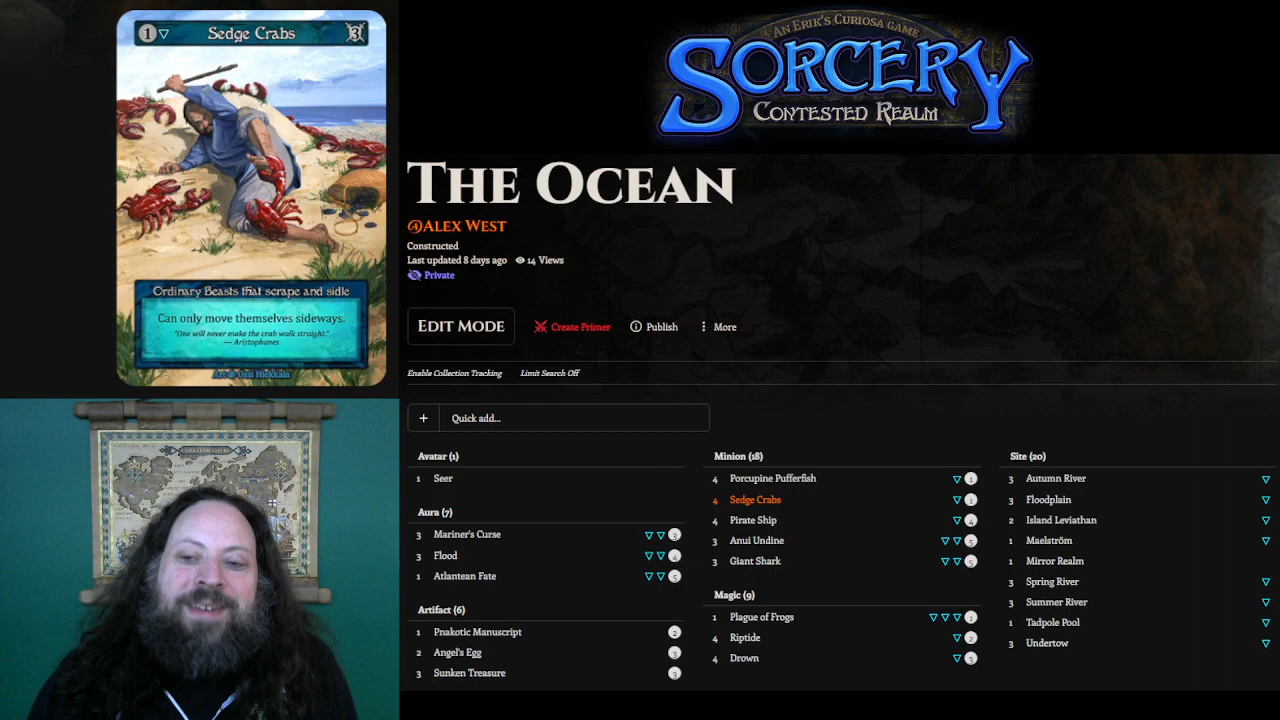 1 Sedge Crabs 3
Ordinary Beasts that scrape and sidle
Can only move themselves sideways.
"One will never make the crab walk straight."
— Aristophanes
Art @ Ossi Hiekkala
AN ERIK'S CURIOSA GAME
SORCERY
CONTESTED REALM
THE OCEAN
@ALEX WEST
Constructed
Last updated 8 days ago 14 Views
Private
EDIT MODE Create Primer Publish More
Enable Collection Tracking Limit Search Off
+ Quick add...
Avatar (1)
1 Seer
Aura (7)
3 Mariner's Curse 3
3 Flood 4
1 Atlantean Fate 5
Artifact (6)
1 Pnakotic Manuscript 2
2 Angel's Egg 3
3 Sunken Treasure 3
Minion (18)
4 Porcupine Pufferfish 1
4 Sedge Crabs 1
4 Pirate Ship 4
3 Anui Undine 5
3 Giant Shark 5
Magic (9)
1 Plague of Frogs 1
4 Riptide 2
4 Drown 3
Site (20)
3 Autumn River
3 Floodplain
2 Island Leviathan
1 Maelström
1 Mirror Realm
3 Spring River
3 Summer River
1 Tadpole Pool
3 Undertow